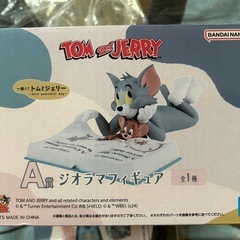 BANDAI NAMCO
TOM and JERRY
一番くじ
トムとジェリー
A賞 ジオラマフィギュア 全1種
TOM AND JERRY and all related characters and elements
© & ™ Turner Entertainment Co. WB SHIELD: © & ™ WBEI. (s24)
MADE IN CHINA